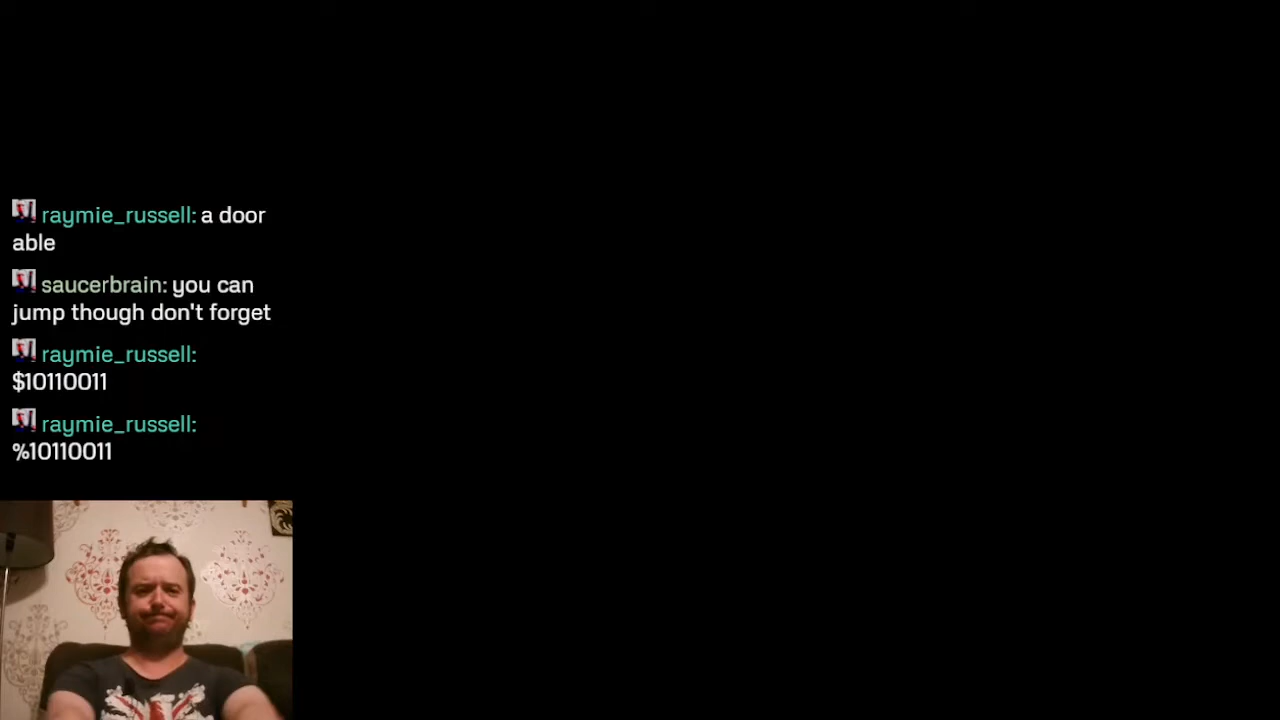 raymie_russell: a door
able
saucerbrain: you can
jump though don't forget
raymie_russell:
$10110011
raymie_russell:
%10110011